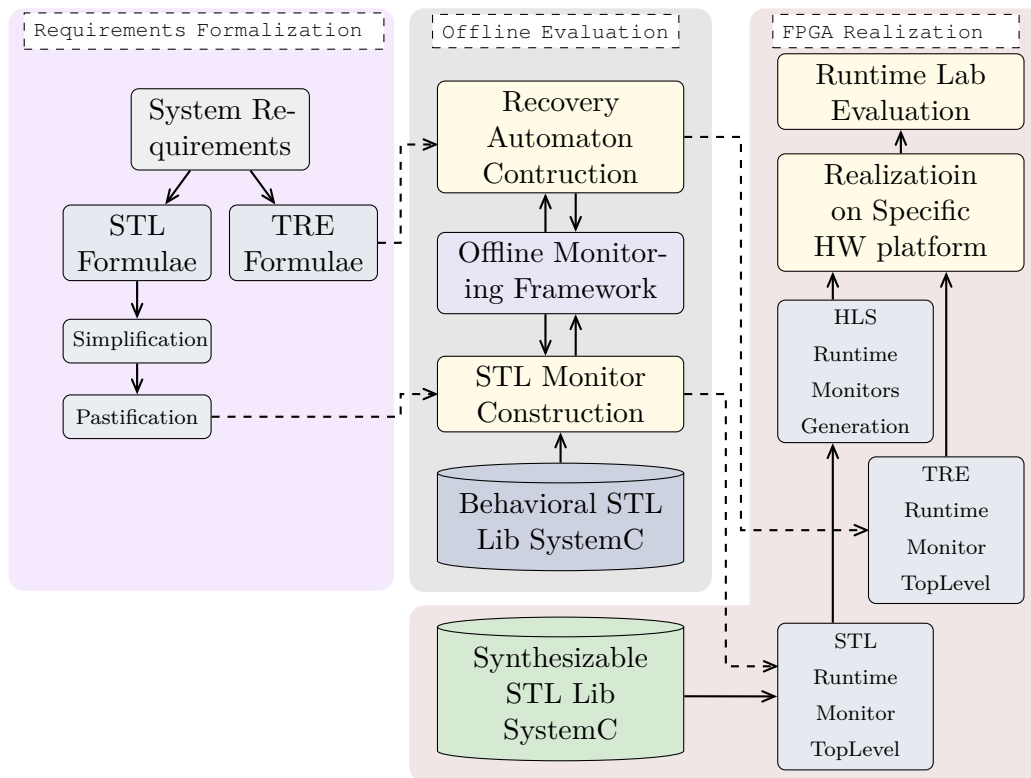 Requirements Formalization
System Re-
quirements
STL
Formulae
TRE
Formulae
Simplification
Pastification
Offline Evaluation
Recovery
Automaton
Contruction
Offline Monitor-
ing Framework
STL Monitor
Construction
Behavioral STL
Lib SystemC
Synthesizable
STL Lib
SystemC
FPGA Realization
Runtime Lab
Evaluation
Realizatioin
on Specific
HW platform
HLS
Runtime
Monitors
Generation
TRE
Runtime
Monitor
TopLevel
STL
Runtime
Monitor
TopLevel